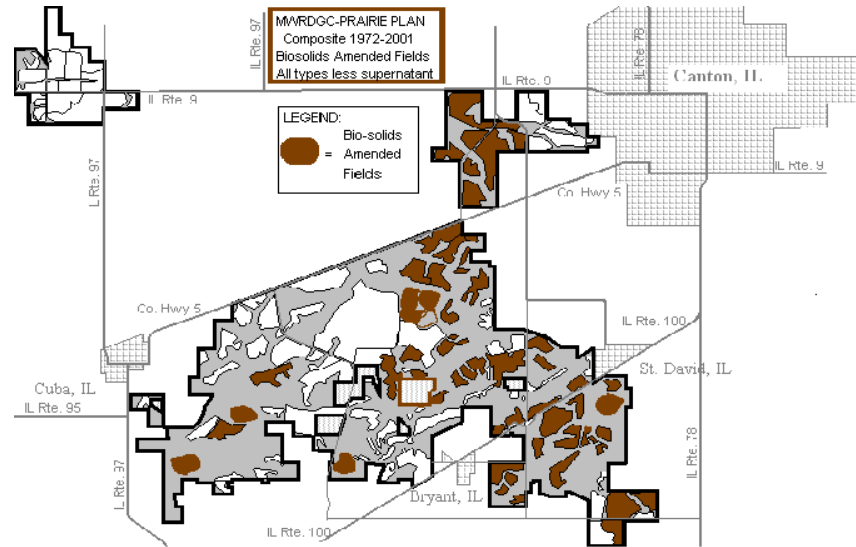 MWRDGC-PRAIRIE PLAN
Composite 1972-2001
Biosolids Amended Fields
All types less supernatant
IL Rte. 97
IL Rte. 78
IL Rte. 9
Canton, IL
IL Rte. 9
LEGEND:
Bio-solids
= Amended
Fields
IL Rte. 97
IL Rte. 9
Co. Hwy 5
Co. Hwy 5
IL Rte. 100
St. David, IL
Cuba, IL
IL Rte. 95
IL Rte. 78
IL Rte. 97
Bryant, IL
IL Rte. 100